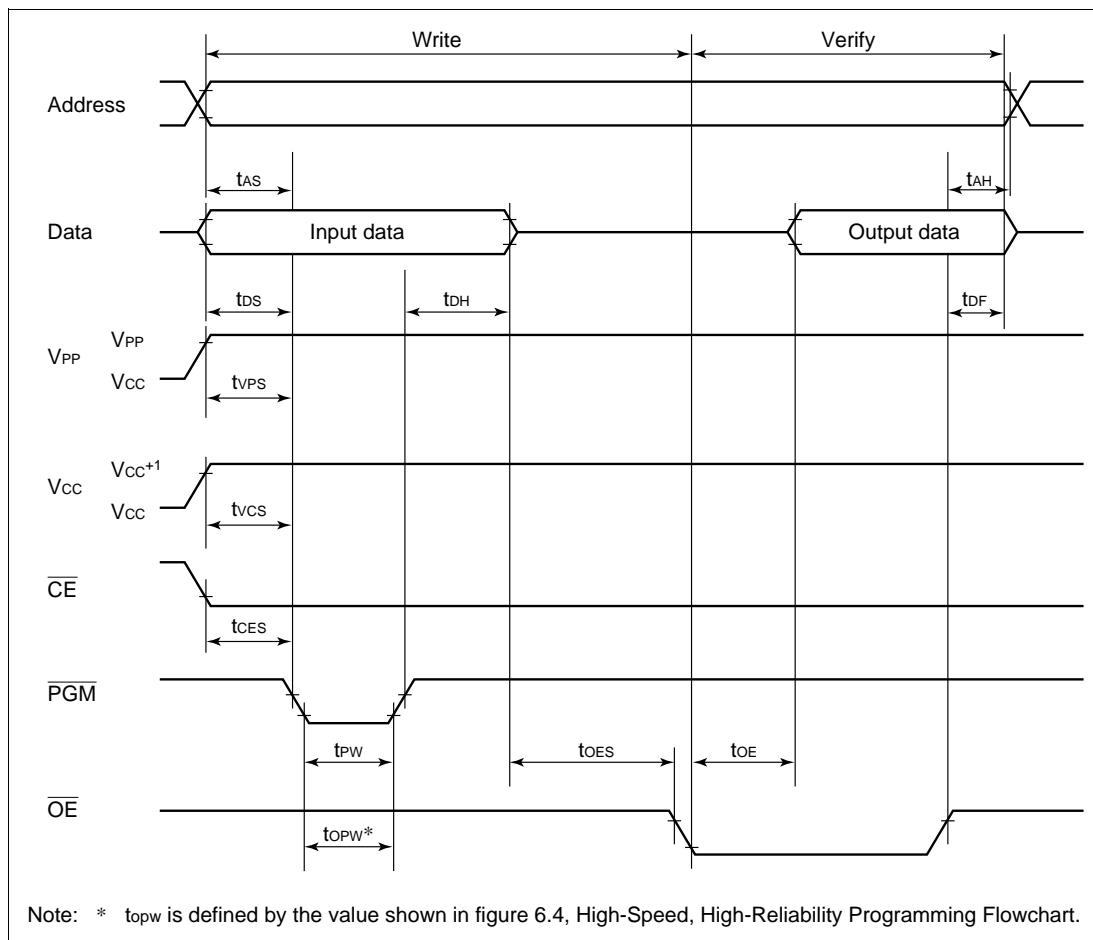 Write Verify
Address
tAS tAH
Data Input data Output data
tDS tDH tDF
VPP VPP
VCC
tVPS
VCC VCC+1
VCC
tVCS
CE
tCES
PGM
tPW tOES tOE
OE
tOPW*
Note: * topw is defined by the value shown in figure 6.4, High-Speed, High-Reliability Programming Flowchart.